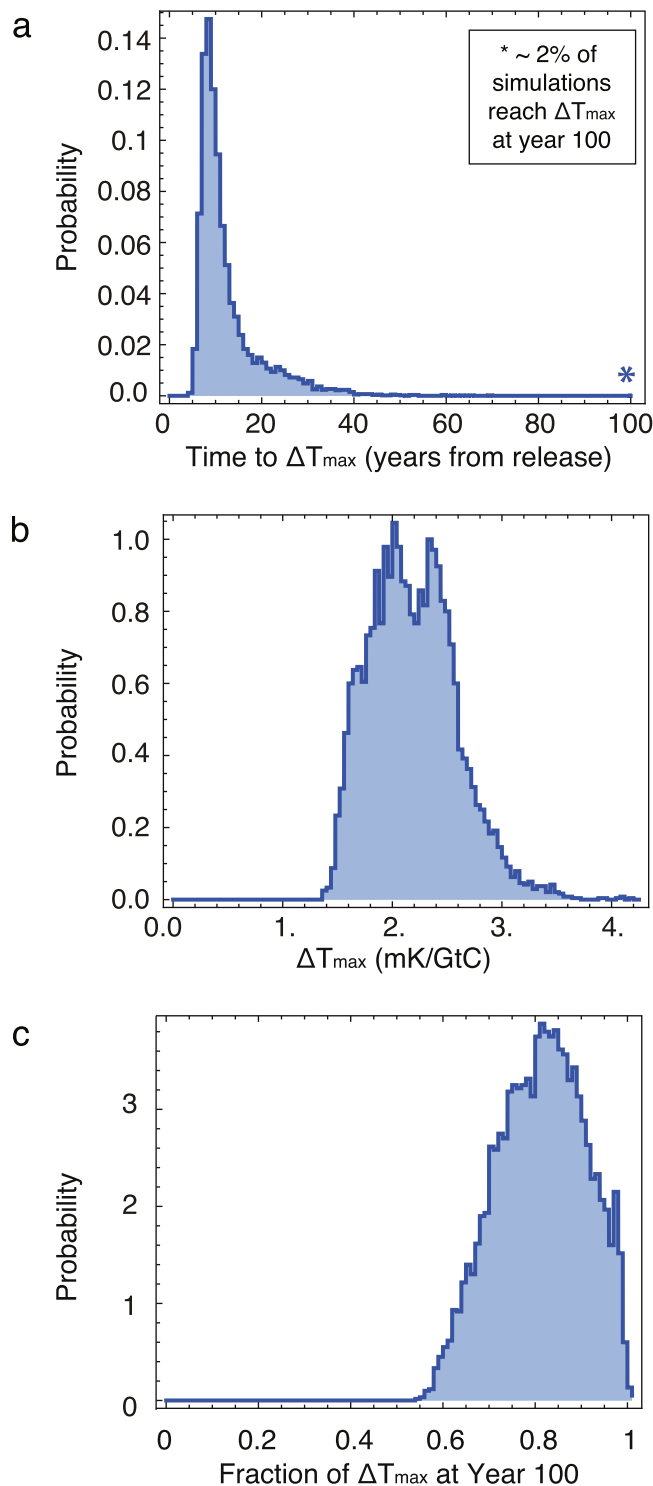 a
0.14
0.12
0.1
0.08
0.06
0.04
0.02
0.0
Probability
* ~ 2% of
simulations
reach ΔTmax
at year 100
*
0 20 40 60 80 100
Time to ΔTmax (years from release)
b
1.0
0.8
0.6
0.4
0.2
0.0
Probability
0.0 1. 2. 3. 4.
ΔTmax (mK/GtC)
c
3
2
1
0
Probability
0 0.2 0.4 0.6 0.8 1
Fraction of ΔTmax at Year 100